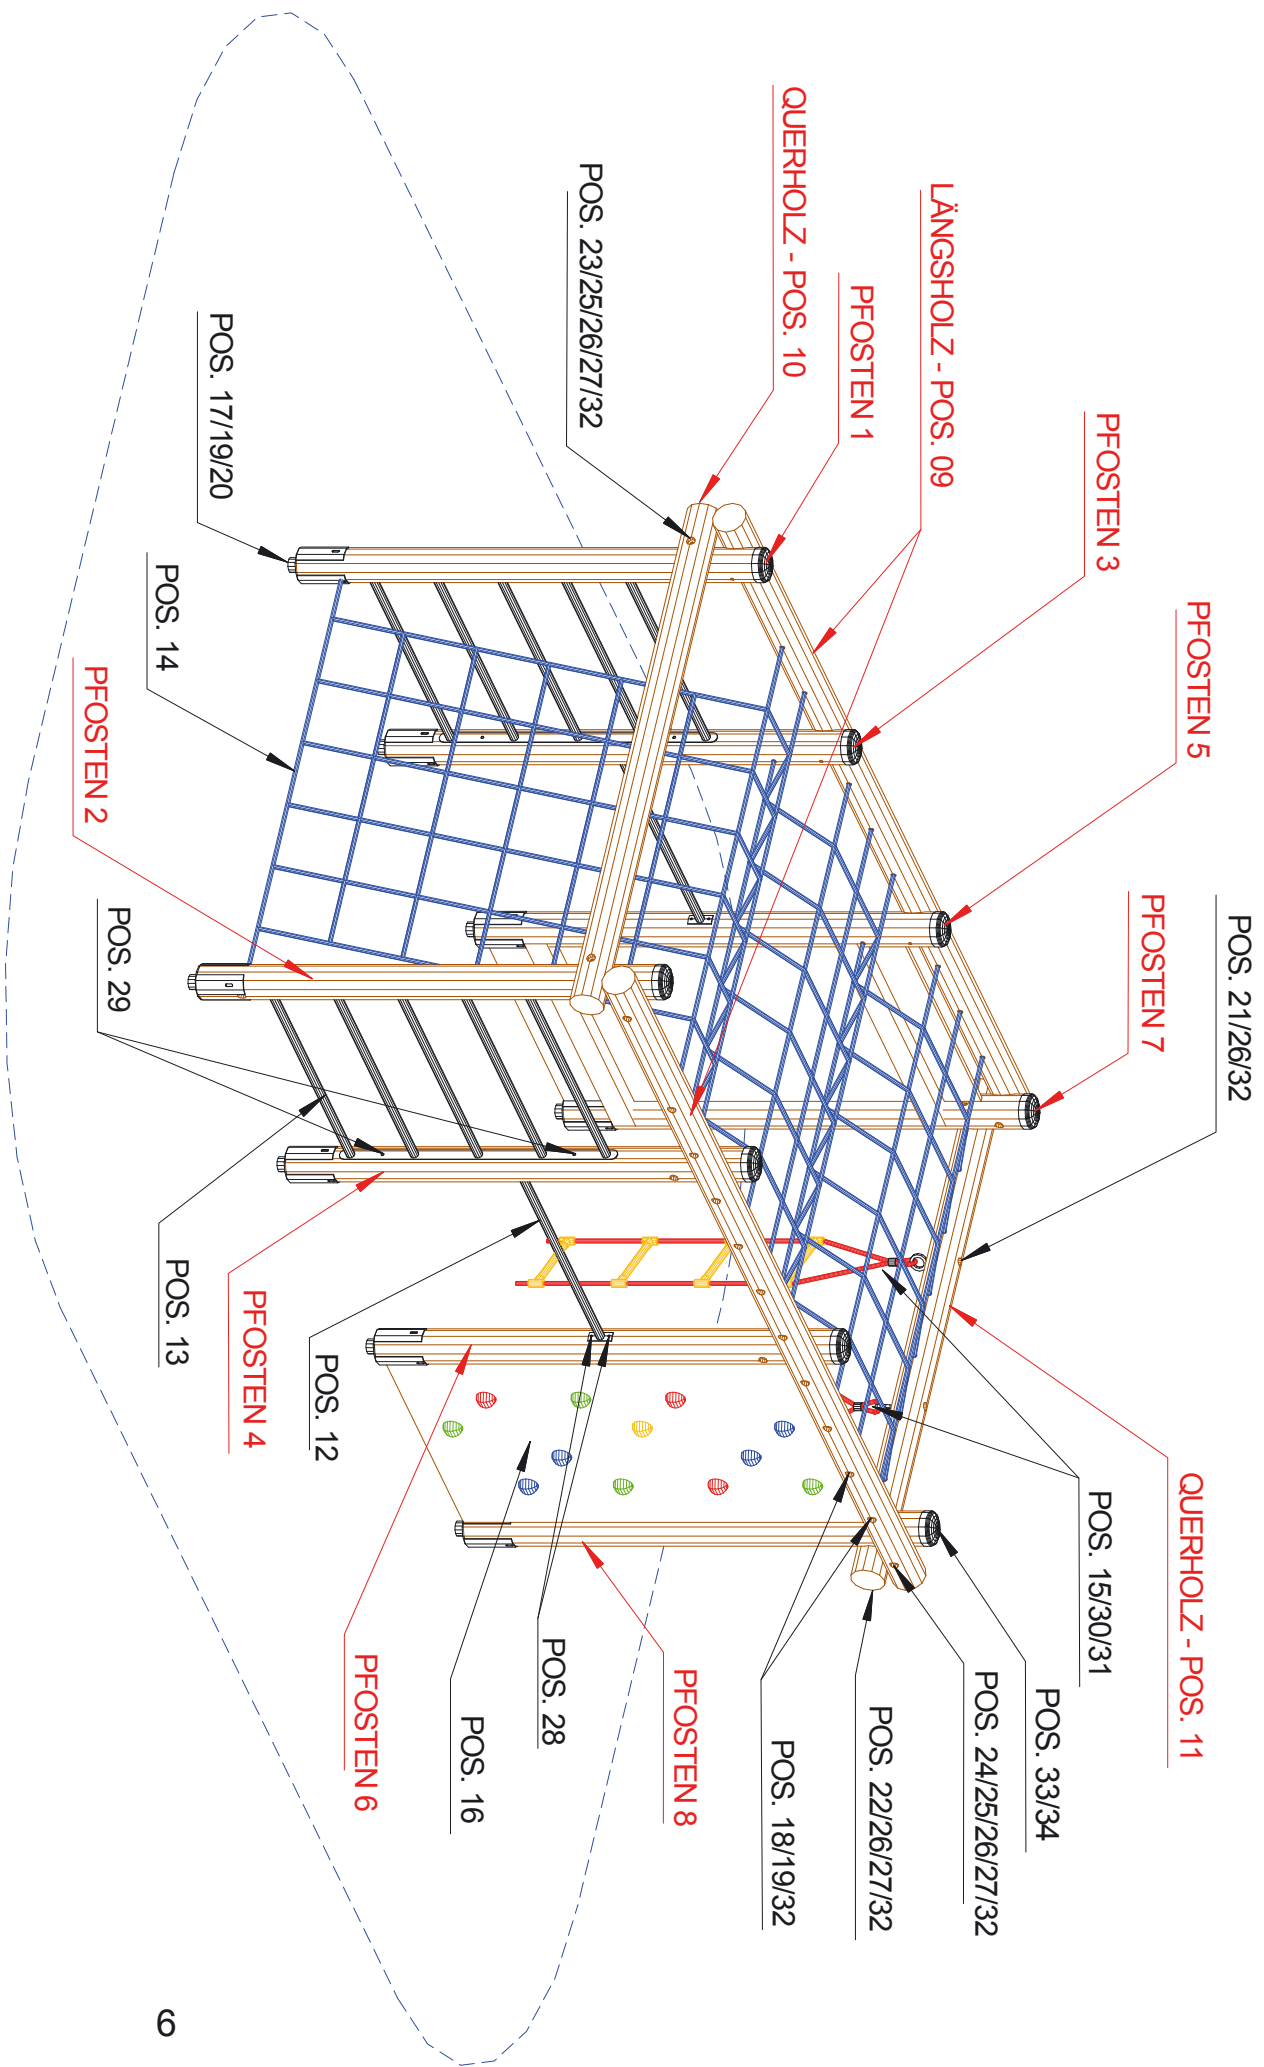 QUERHOLZ - POS. 10
LÄNGSHOLZ - POS. 09
PFOSTEN 1
PFOSTEN 3
PFOSTEN 5
PFOSTEN 7
POS. 21/26/32
POS. 23/25/26/27/32
POS. 17/19/20
POS. 14
PFOSTEN 2
POS. 29
POS. 13
PFOSTEN 4
POS. 12
PFOSTEN 6
POS. 16
POS. 28
PFOSTEN 8
POS. 18/19/32
POS. 22/26/27/32
POS. 24/25/26/27/32
POS. 33/34
POS. 15/30/31
QUERHOLZ - POS. 11
6